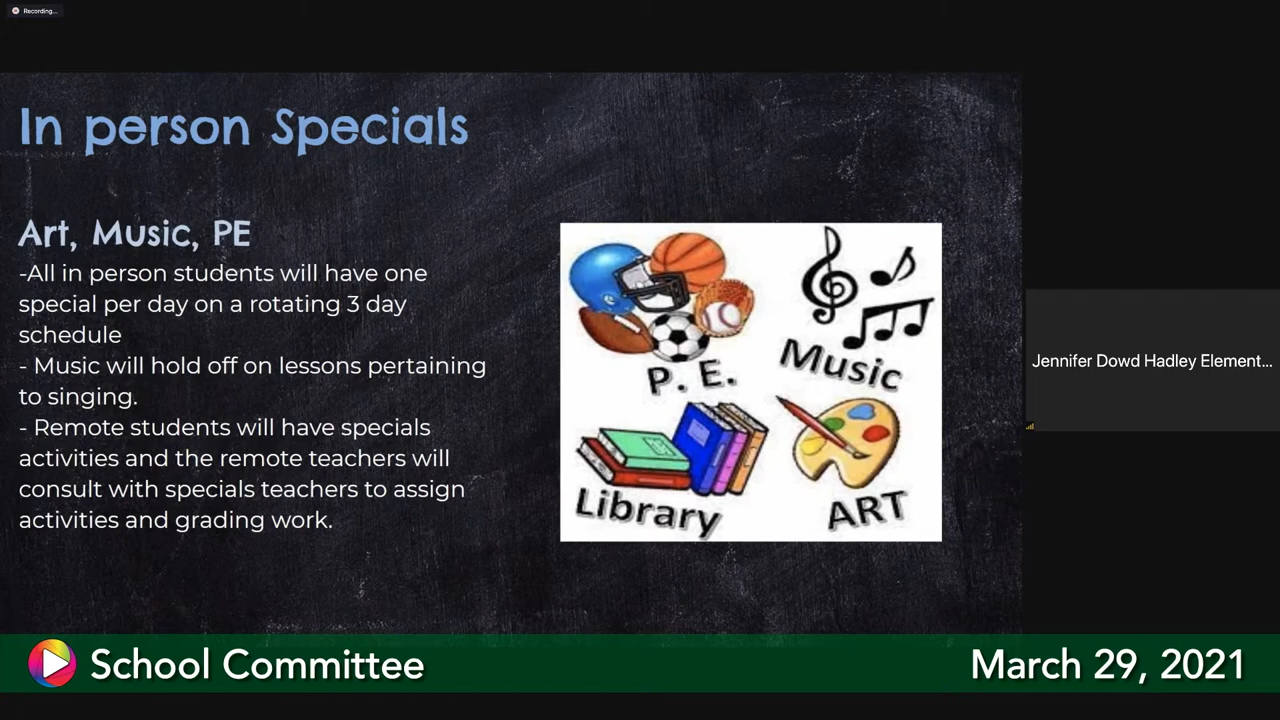 Recording...
In person Specials
Art, Music, PE
-All in person students will have one
special per day on a rotating 3 day
schedule
- Music will hold off on lessons pertaining
to singing.
- Remote students will have specials
activities and the remote teachers will
consult with specials teachers to assign
activities and grading work.
P. E.
Music
Library
ART
Jennifer Dowd Hadley Element...
School Committee
March 29, 2021